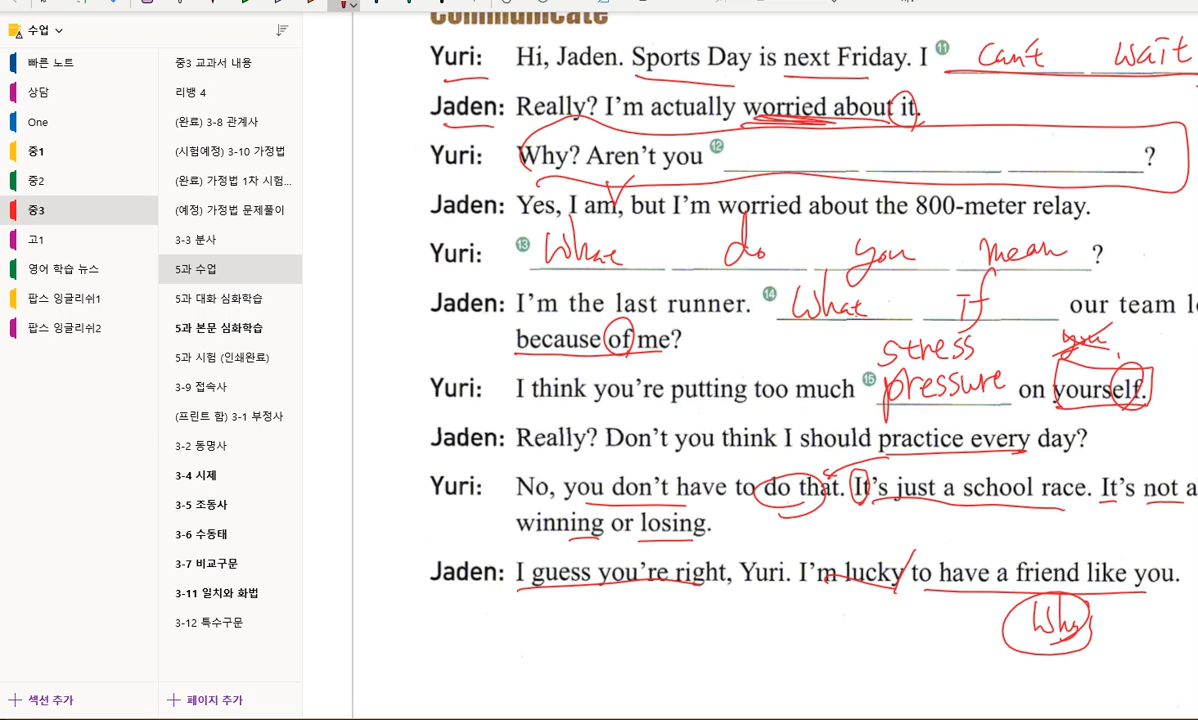 수업
빠른 노트
상담
One
중1
중2
중3
고1
영어 학습 뉴스
팝스 잉글리쉬1
팝스 잉글리쉬2
섹션 추가
중3 교과서 내용
리뱅 4
(완료) 3-8 관계사
(시험예정) 3-10 가정법
(완료) 가정법 1차 시험...
(예정) 가정법 문제풀이
3-3 분사
5과 수업
5과 대화 심화학습
5과 본문 심화학습
5과 시험 (인쇄완료)
3-9 접속사
(프린트 함) 3-1 부정사
3-2 동명사
3-4 시제
3-5 조동사
3-6 수동태
3-7 비교구문
3-11 일치와 화법
3-12 특수구문
페이지 추가
Communicate
Yuri: Hi, Jaden. Sports Day is next Friday. I ⑪ can't wait
Jaden: Really? I'm actually worried about it.
Yuri: Why? Aren't you ⑫ ?
Jaden: Yes, I am, but I'm worried about the 800-meter relay.
Yuri: ⑬ What do you mean ?
Jaden: I'm the last runner. ⑭ What if our team l
because of me?
stress you
Yuri: I think you're putting too much ⑮ pressure on yourself.
Jaden: Really? Don't you think I should practice every day?
Yuri: No, you don't have to do that. It's just a school race. It's not a
winning or losing.
Jaden: I guess you're right, Yuri. I'm lucky to have a friend like you.